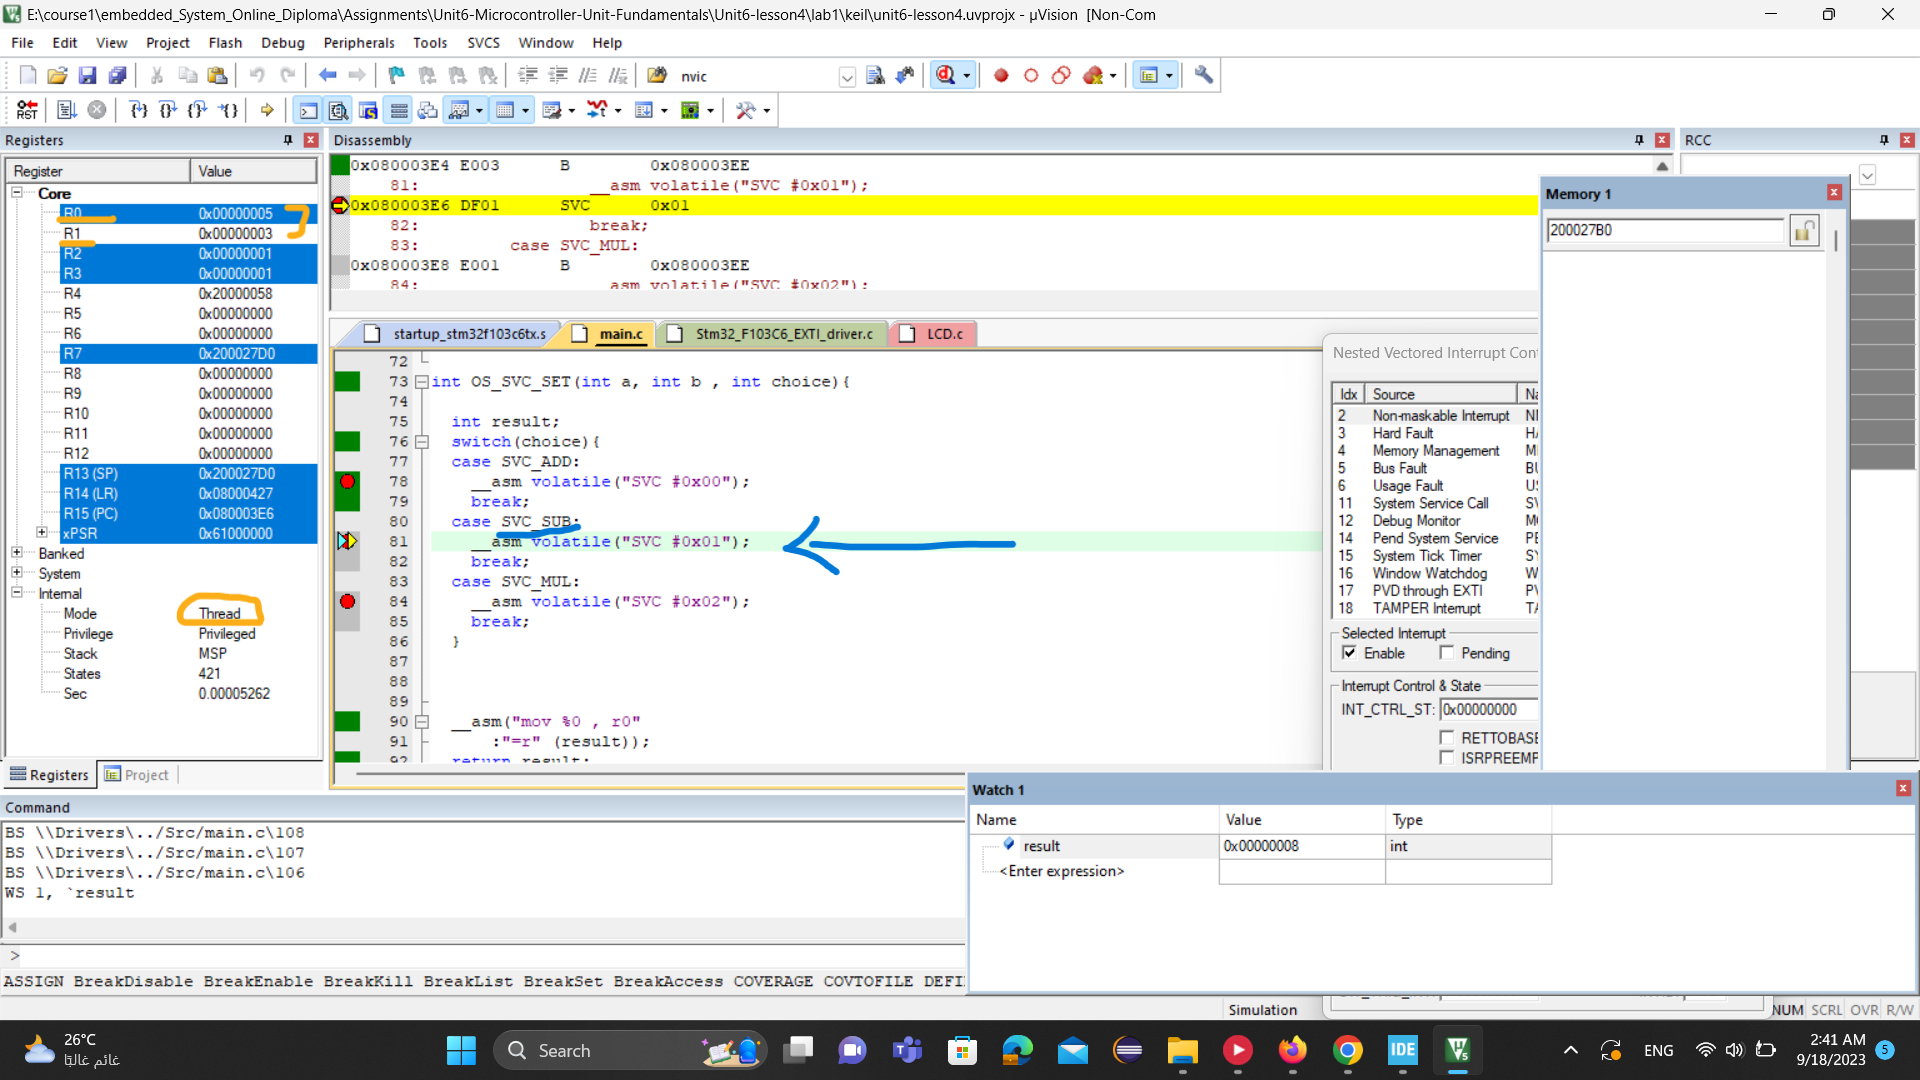 E:\course1\embedded_System_Online_Diploma\Assignments\Unit6-Microcontroller-Unit-Fundamentals\Unit6-lesson4\lab1\keil\unit6-lesson4.uvprojx - µVision [Non-Com
File Edit View Project Flash Debug Peripherals Tools SVCS Window Help
nvic
RST
Registers
Register Value
Core
R0 0x00000005
R1 0x00000003
R2 0x00000001
R3 0x00000001
R4 0x20000058
R5 0x00000000
R6 0x00000000
R7 0x200027D0
R8 0x00000000
R9 0x00000000
R10 0x00000000
R11 0x00000000
R12 0x00000000
R13 (SP) 0x200027D0
R14 (LR) 0x08000427
R15 (PC) 0x080003E6
xPSR 0x61000000
Banked
System
Internal
Mode Thread
Privilege Privileged
Stack MSP
States 421
Sec 0.00005262
Registers Project
Disassembly
0x080003E4 E003 B 0x080003EE
81: __asm volatile("SVC #0x01");
0x080003E6 DF01 SVC 0x01
82: break;
83: case SVC_MUL:
0x080003E8 E001 B 0x080003EE
84: __asm volatile("SVC #0x02");
startup_stm32f103c6tx.s main.c Stm32_F103C6_EXTI_driver.c LCD.c
72
73 int OS_SVC_SET(int a, int b , int choice){
74
75 int result;
76 switch(choice){
77 case SVC_ADD:
78 __asm volatile("SVC #0x00");
79 break;
80 case SVC_SUB:
81 __asm volatile("SVC #0x01");
82 break;
83 case SVC_MUL:
84 __asm volatile("SVC #0x02");
85 break;
86 }
87
88
89
90 __asm("mov %0 , r0"
91 :"=r" (result));
92 return result;
RCC
Memory 1
200027B0
Nested Vectored Interrupt Con
Idx Source Na
2 Non-maskable Interrupt NI
3 Hard Fault HA
4 Memory Management MI
5 Bus Fault BU
6 Usage Fault US
11 System Service Call SV
12 Debug Monitor MO
14 Pend System Service PE
15 System Tick Timer SY
16 Window Watchdog W
17 PVD through EXTI PV
18 TAMPER Interrupt TA
Selected Interrupt
Enable Pending
Interrupt Control & State
INT_CTRL_ST: 0x00000000
RETTOBASE
ISRPREEMP
Command
BS \\Drivers\../Src/main.c\108
BS \\Drivers\../Src/main.c\107
BS \\Drivers\../Src/main.c\106
WS 1, `result
>
ASSIGN BreakDisable BreakEnable BreakKill BreakList BreakSet BreakAccess COVERAGE COVTOFILE DEFI
Watch 1
Name Value Type
result 0x00000008 int
<Enter expression>
Simulation
NUM SCRL OVR R/W
26°C
غائم غالبًا
Search
IDE
ENG
2:41 AM
9/18/2023
5